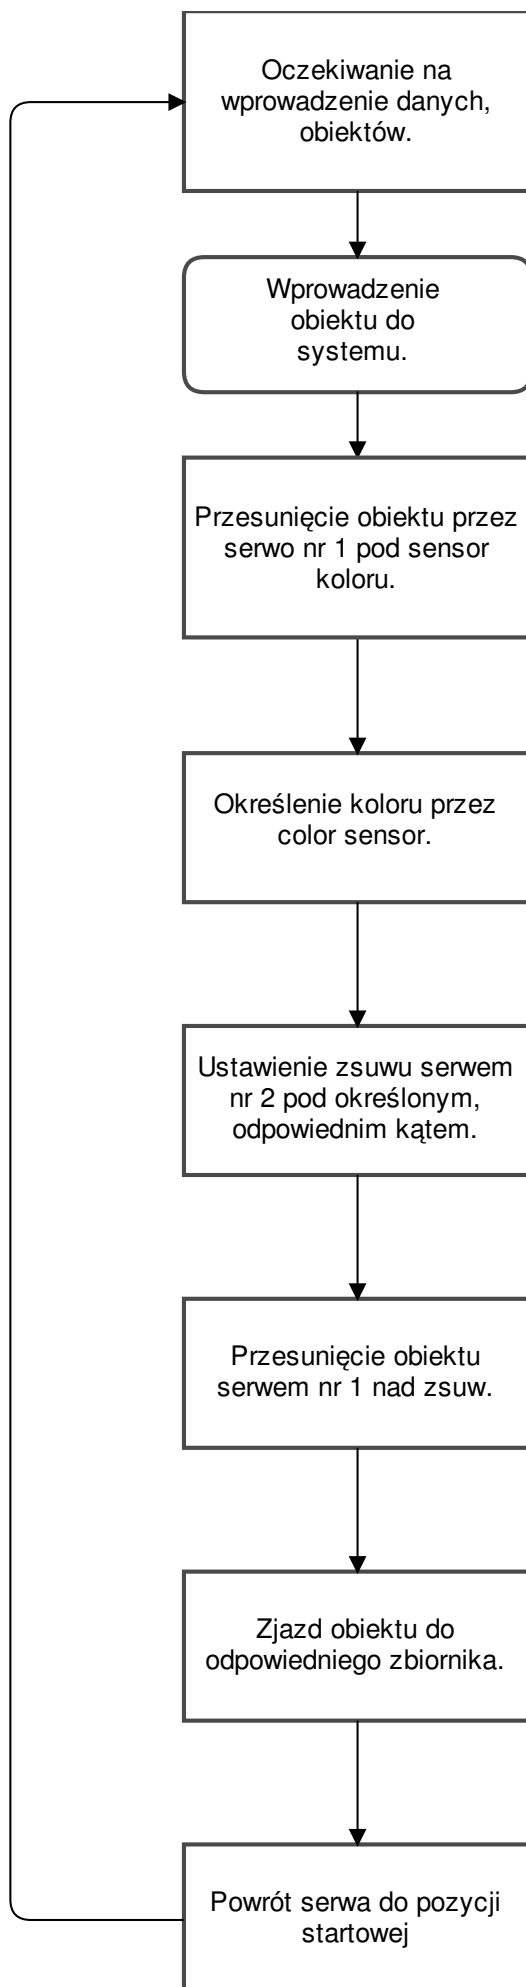 Oczekiwanie na
wprowadzenie danych,
obiektów.
Wprowadzenie
obiektu do
systemu.
Przesunięcie obiektu przez
serwo nr 1 pod sensor
koloru.
Określenie koloru przez
color sensor.
Ustawienie zsuwu serwem
nr 2 pod określonym,
odpowiednim kątem.
Przesunięcie obiektu
serwem nr 1 nad zsuw.
Zjazd obiektu do
odpowiedniego zbiornika.
Powrót serwa do pozycji
startowej